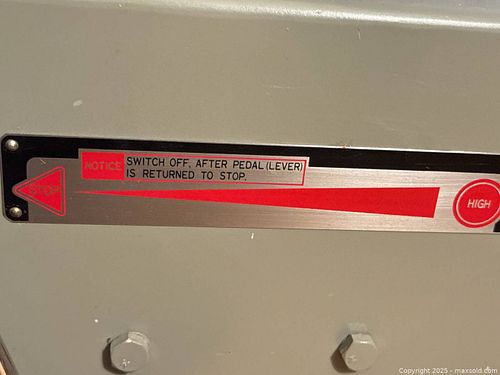 NOTICE
SWITCH OFF, AFTER PEDAL(LEVER)
IS RETURNED TO STOP.
STOP
HIGH
Copyright 2025 - maxsold.com